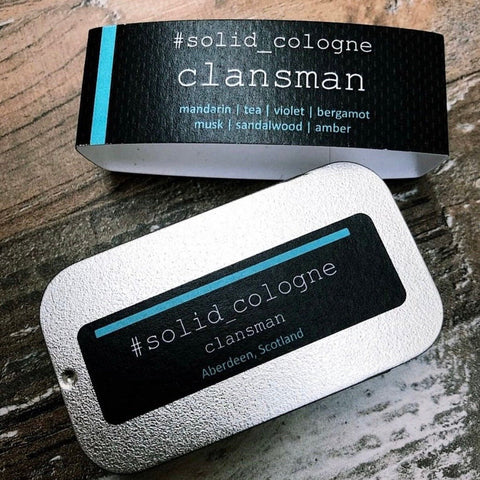 #solid_cologne
clansman
mandarin | tea | violet | bergamot
musk | sandalwood | amber
#solid_cologne
clansman
Aberdeen, Scotland